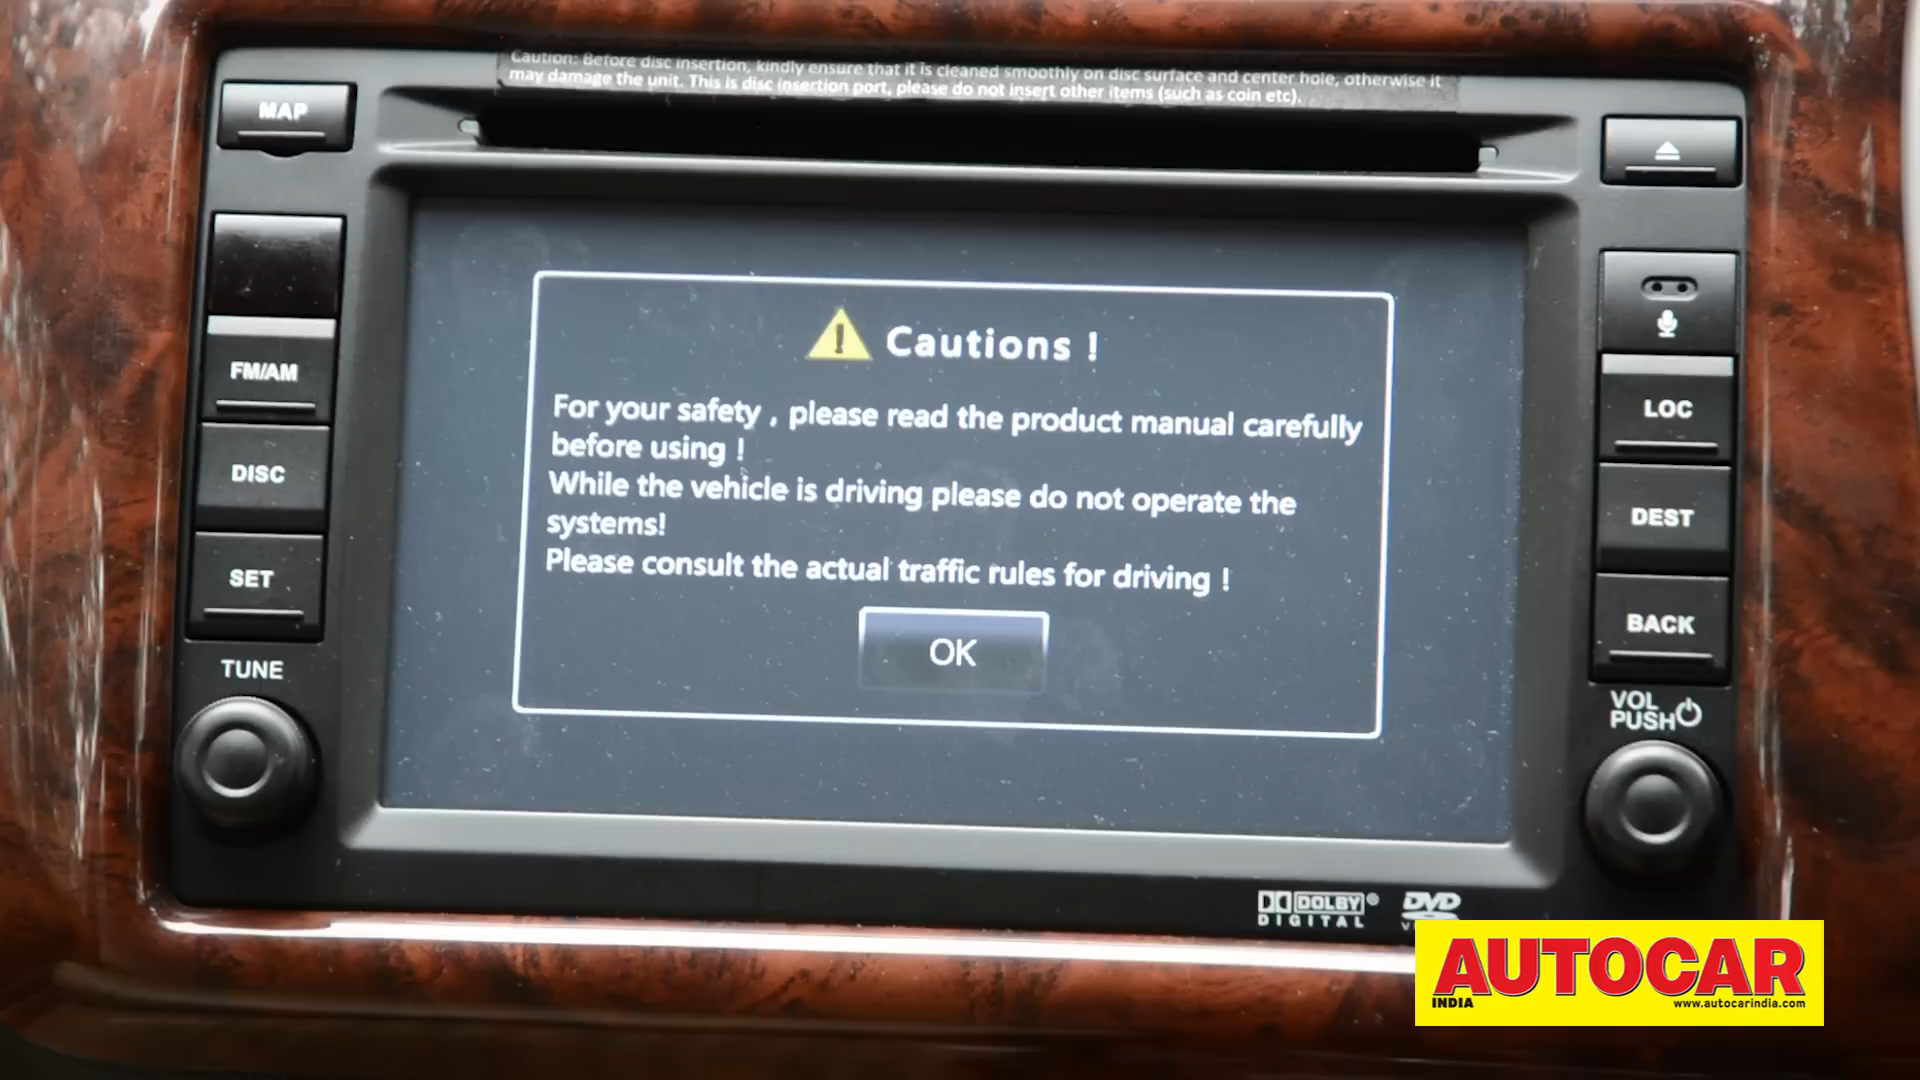 Caution: Before disc insertion, kindly ensure that it is cleaned smoothly on disc surface and center hole, otherwise it
may damage the unit. This is disc insertion port, please do not insert other items (such as coin etc).
MAP
FM/AM
DISC
SET
TUNE
Cautions !
For your safety , please read the product manual carefully
before using !
While the vehicle is driving please do not operate the
systems!
Please consult the actual traffic rules for driving !
OK
LOC
DEST
BACK
VOL
PUSH
DOLBY
DIGITAL
DVD
AUTOCAR
INDIA
www.autocarindia.com